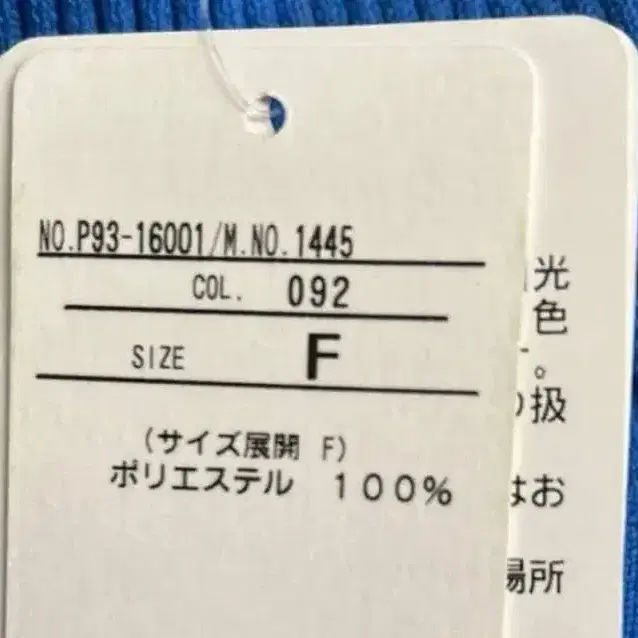 NO.P93-16001/M.NO.1445
COL. 092
SIZE F
(サイズ展開 F)
ポリエステル 100%
光
色
。
扱
はお
場所